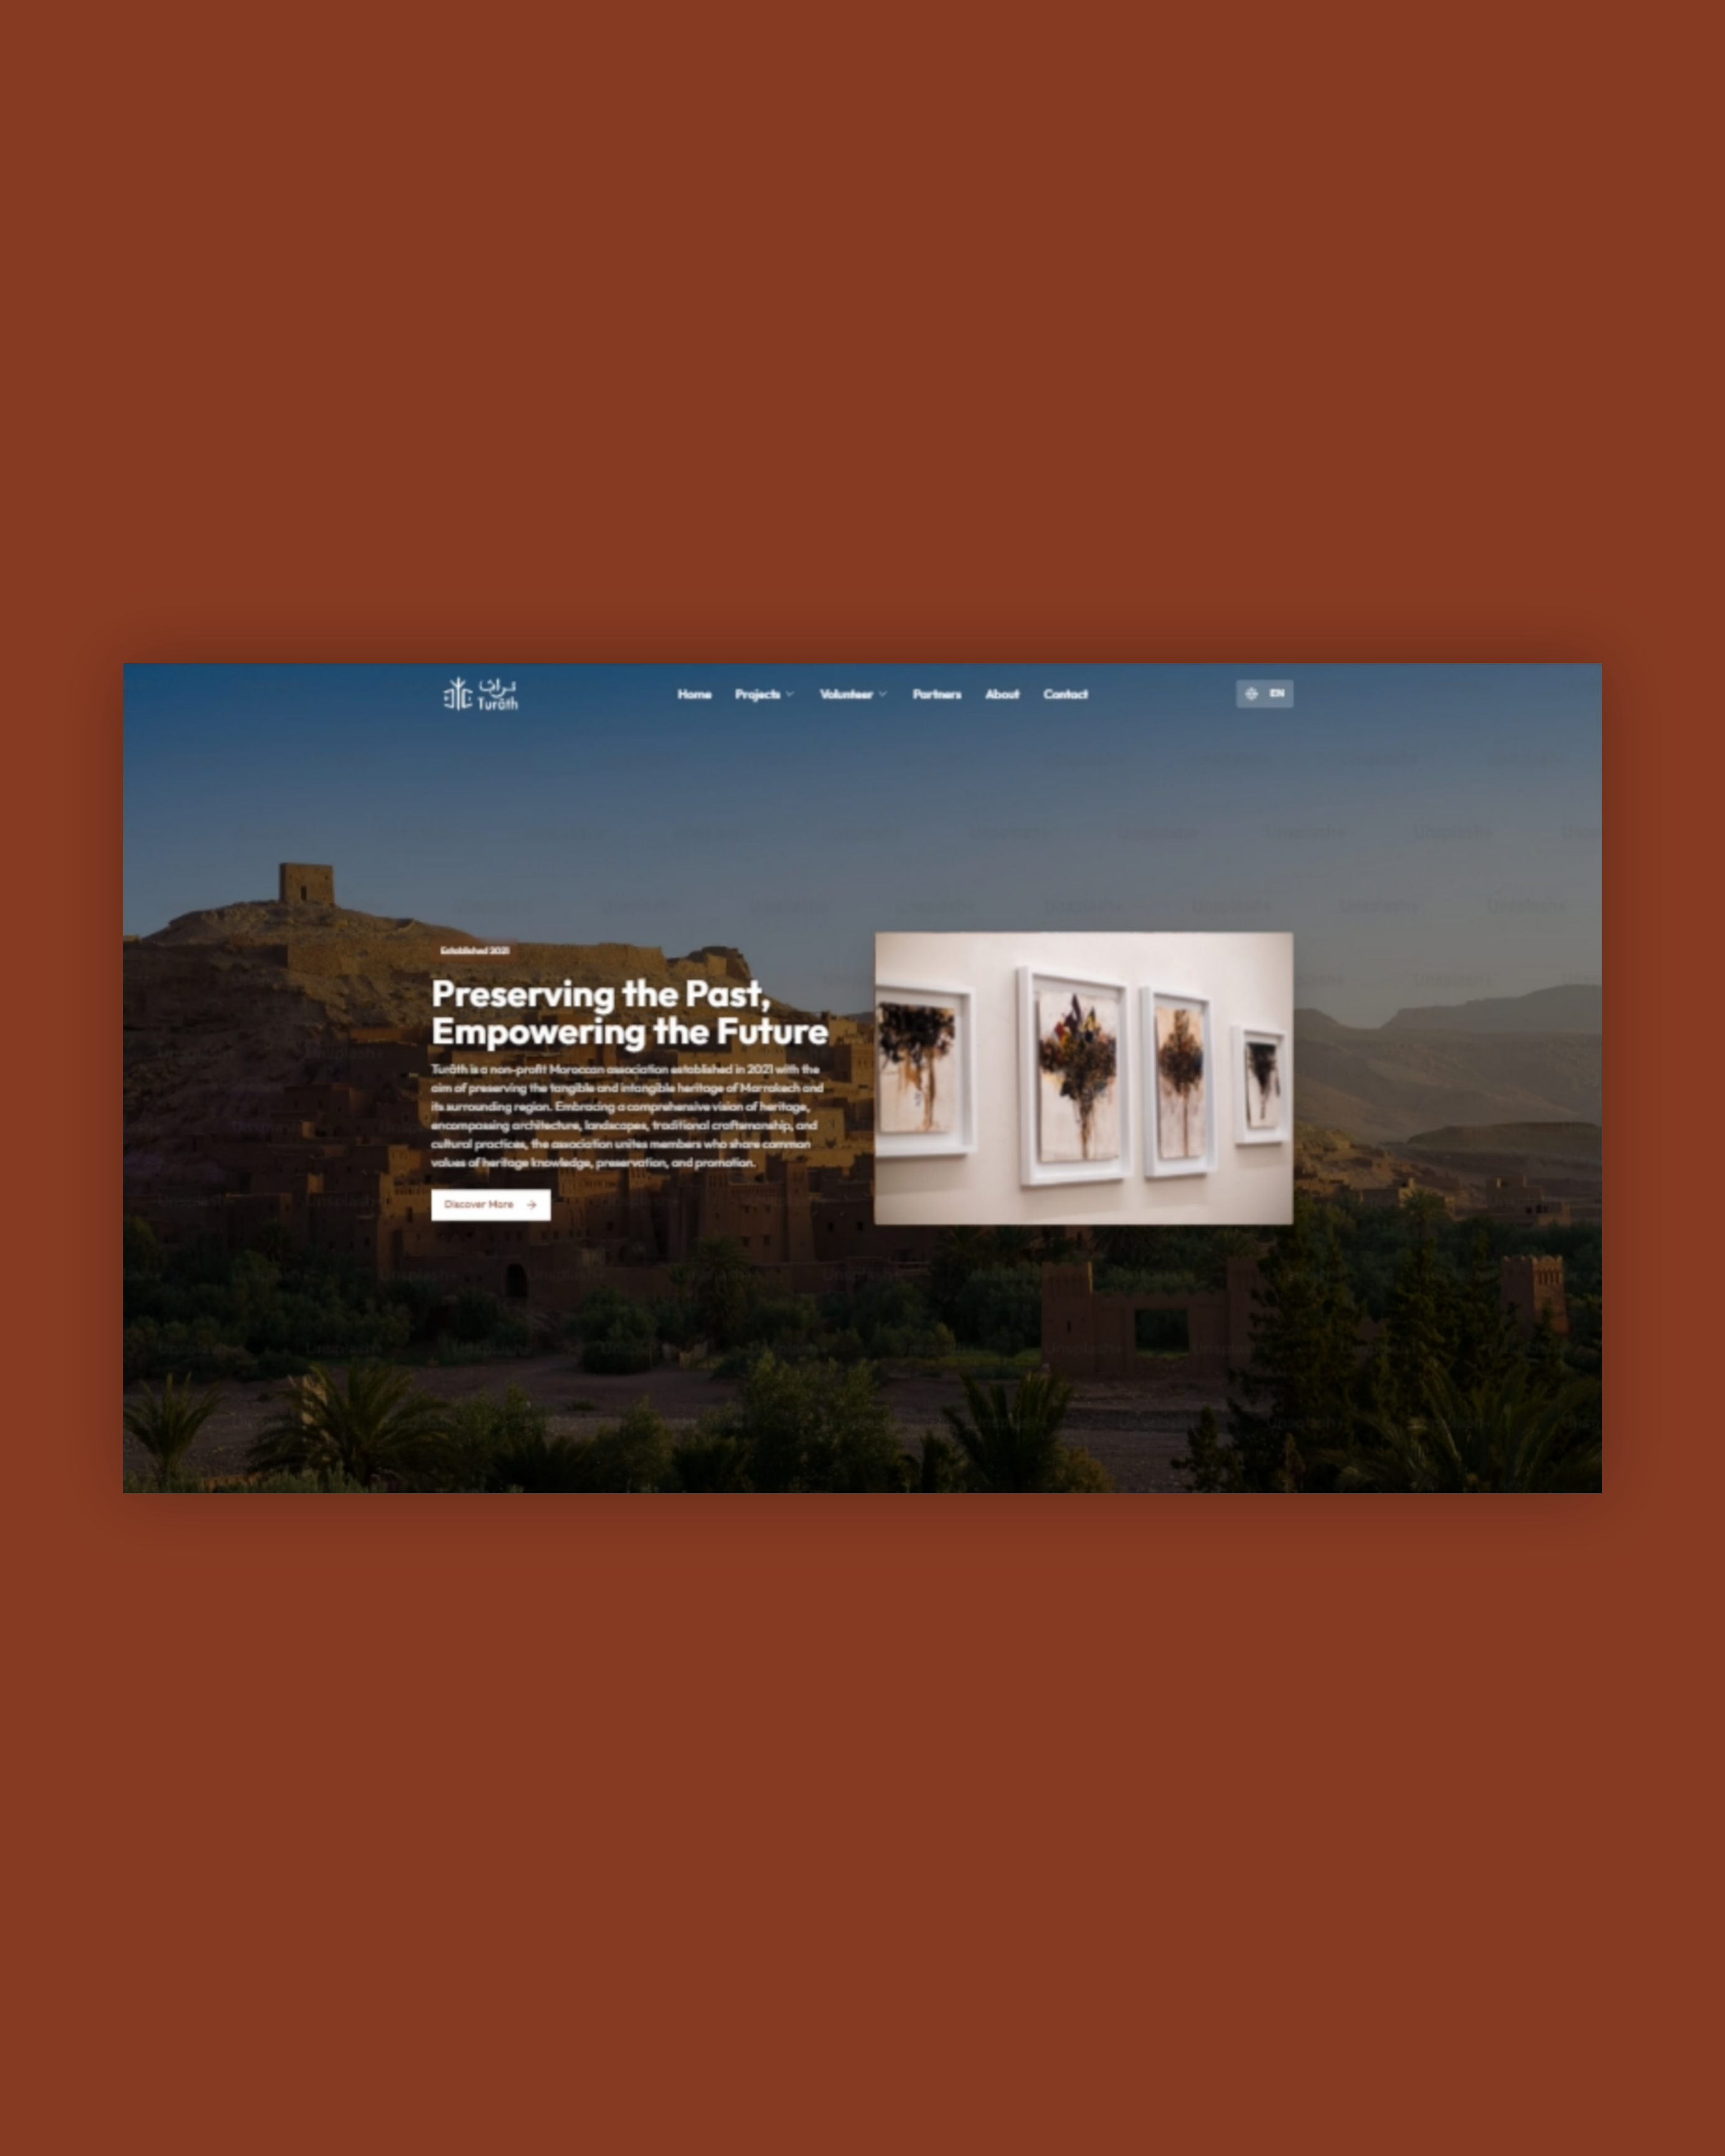 تراث
Turâth
Home Projects Volunteer Partners About Contact
EN
Established 2021
Preserving the Past,
Empowering the Future
Turâth is a non-profit Moroccan association established in 2021 with the
aim of preserving the tangible and intangible heritage of Marrakech and
its surrounding region. Embracing a comprehensive vision of heritage,
encompassing architecture, landscapes, traditional craftsmanship, and
cultural practices, the association unites members who share common
values of heritage knowledge, preservation, and promotion.
Discover More